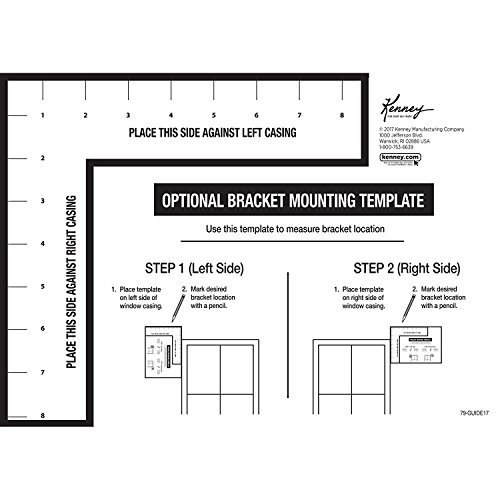 1 2 3 4 5 6 7 8
PLACE THIS SIDE AGAINST LEFT CASING
2
3
4
5
6
7
8
PLACE THIS SIDE AGAINST RIGHT CASING
Kenney
© 2017 Kenney Manufacturing Company
1000 Jefferson Blvd.
Warwick, RI 02886 USA
1-800-753-6639
kenney.com
OPTIONAL BRACKET MOUNTING TEMPLATE
Use this template to measure bracket location
STEP 1 (Left Side)
1. Place template
on left side of
window casing.
2. Mark desired
bracket location
with a pencil.
STEP 2 (Right Side)
1. Place template
on right side of
window casing.
2. Mark desired
bracket location
with a pencil.
79-GUIDE17